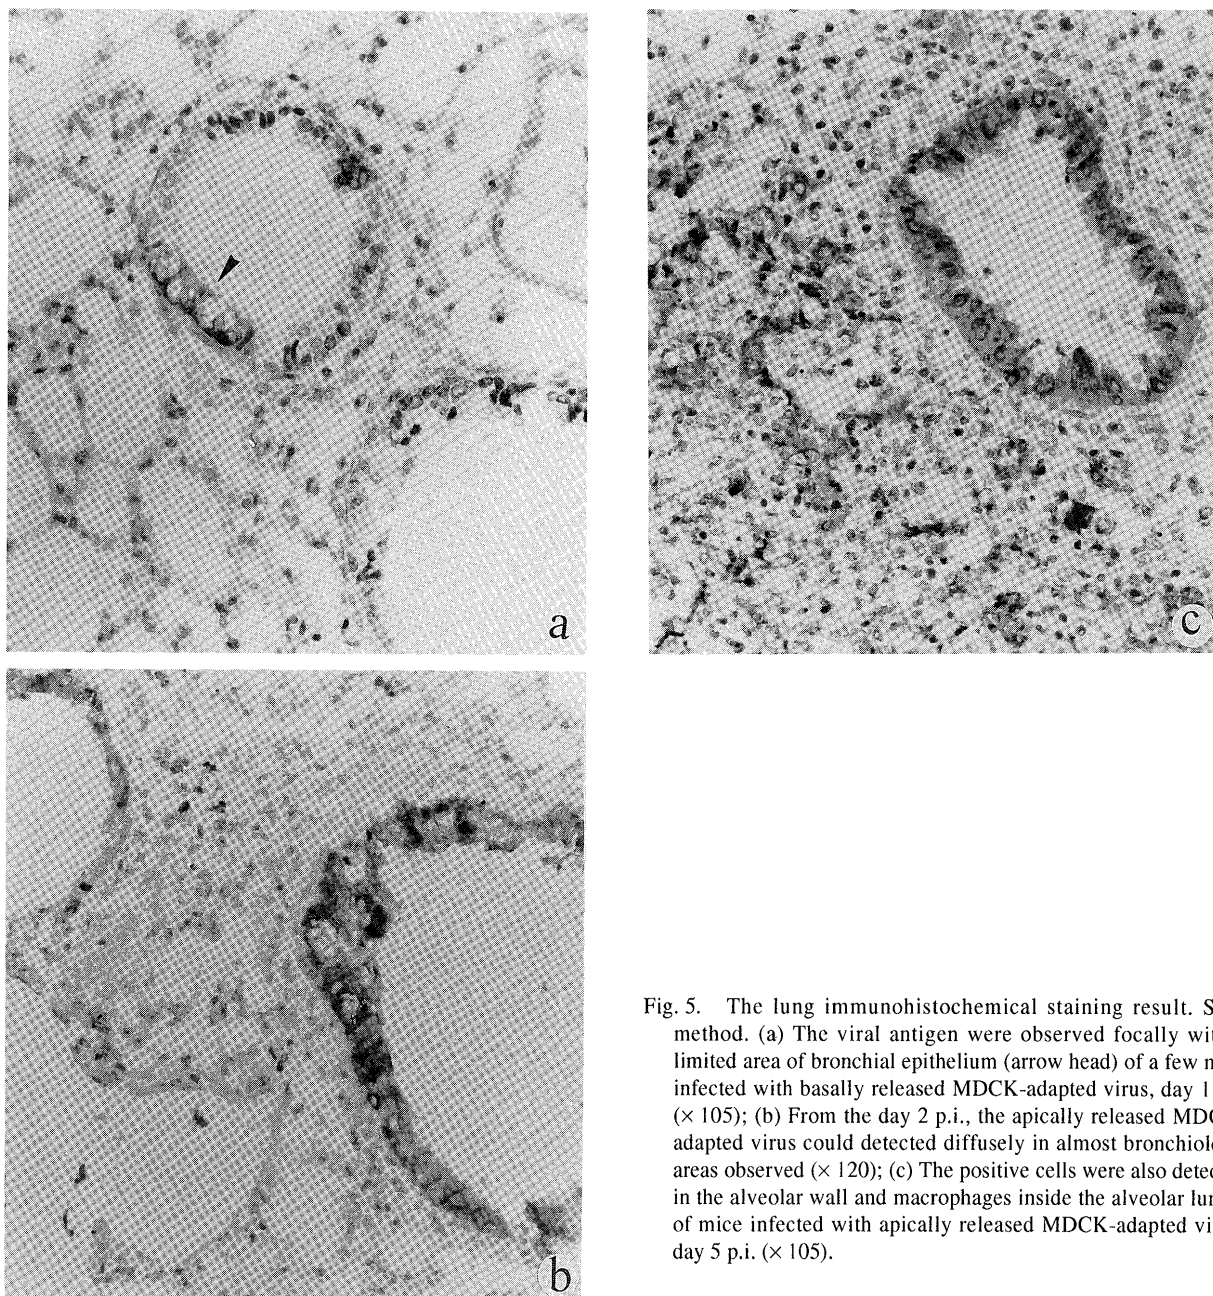 a
c
b
Fig. 5. The lung immunohistochemical staining result.
method. (a) The viral antigen were observed focally
limited area of bronchial epithelium (arrow head) of a few
infected with basally released MDCK-adapted virus, day 1
(× 105); (b) From the day 2 p.i., the apically released
adapted virus could detected diffusely in almost
areas observed (× 120); (c) The positive cells were also
in the alveolar wall and macrophages inside the alveolar
of mice infected with apically released MDCK-adapted
day 5 p.i. (× 105).